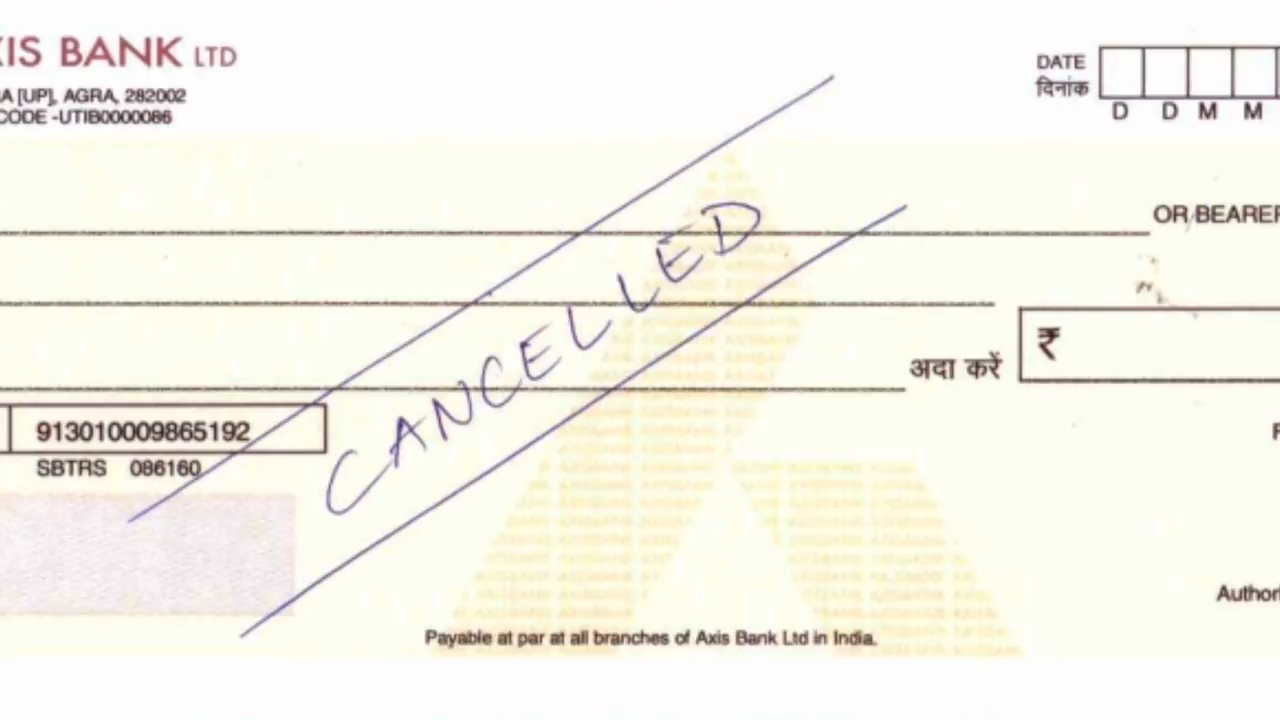 XIS BANK LTD
A [UP], AGRA, 282002
CODE -UTIB0000086
DATE
दिनांक
D D M M
OR BEARER
अदा करें ₹
CANCELLED
913010009865192
SBTRS 086160
Author
Payable at par at all branches of Axis Bank Ltd in India.